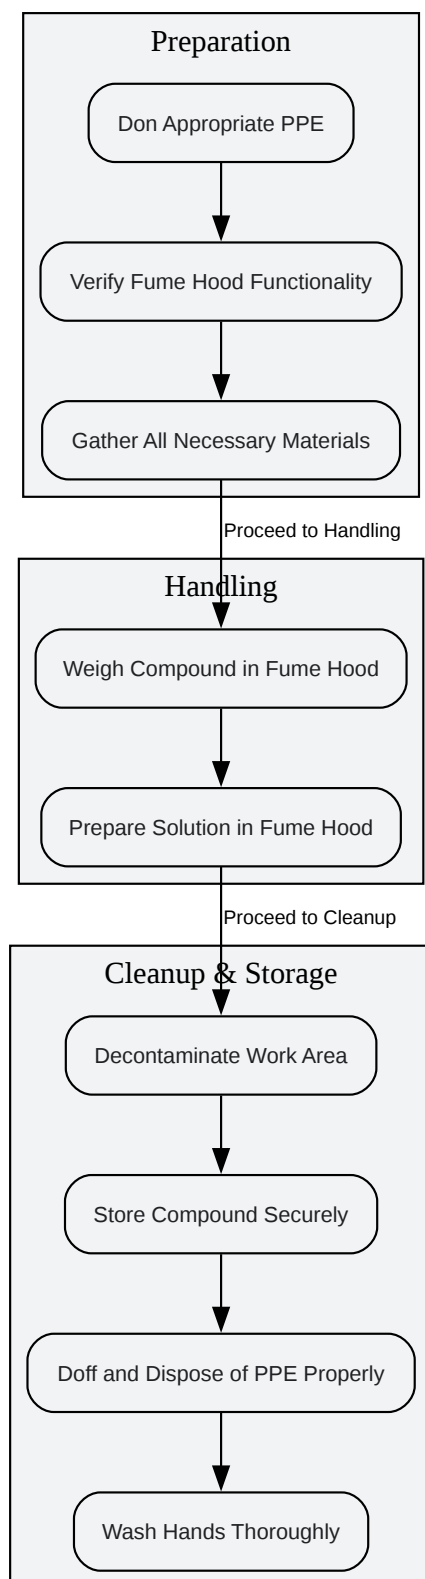 Preparation
Don Appropriate PPE
Verify Fume Hood Functionality
Gather All Necessary Materials
Proceed to Handling
Handling
Weigh Compound in Fume Hood
Prepare Solution in Fume Hood
Proceed to Cleanup
Cleanup & Storage
Decontaminate Work Area
Store Compound Securely
Doff and Dispose of PPE Properly
Wash Hands Thoroughly